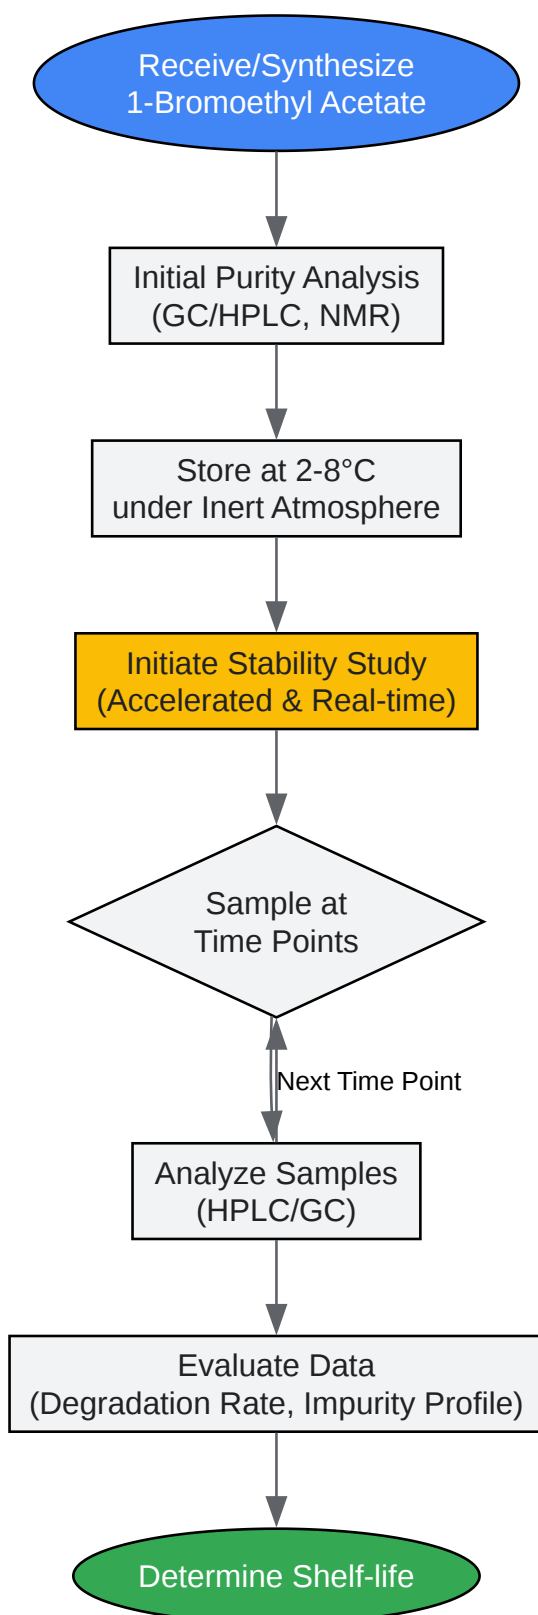 Receive/Synthesize
1-Bromoethyl Acetate
Initial Purity Analysis
(GC/HPLC, NMR)
Store at 2-8°C
under Inert Atmosphere
Initiate Stability Study
(Accelerated & Real-time)
Sample at
Time Points
Next Time Point
Analyze Samples
(HPLC/GC)
Evaluate Data
(Degradation Rate, Impurity Profile)
Determine Shelf-life